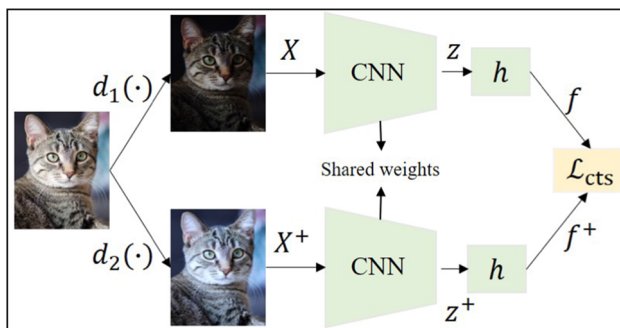 d₁(·)
X
CNN
z
h
f
Shared weights
ℒcts
d₂(·)
X⁺
CNN
z⁺
h
f⁺